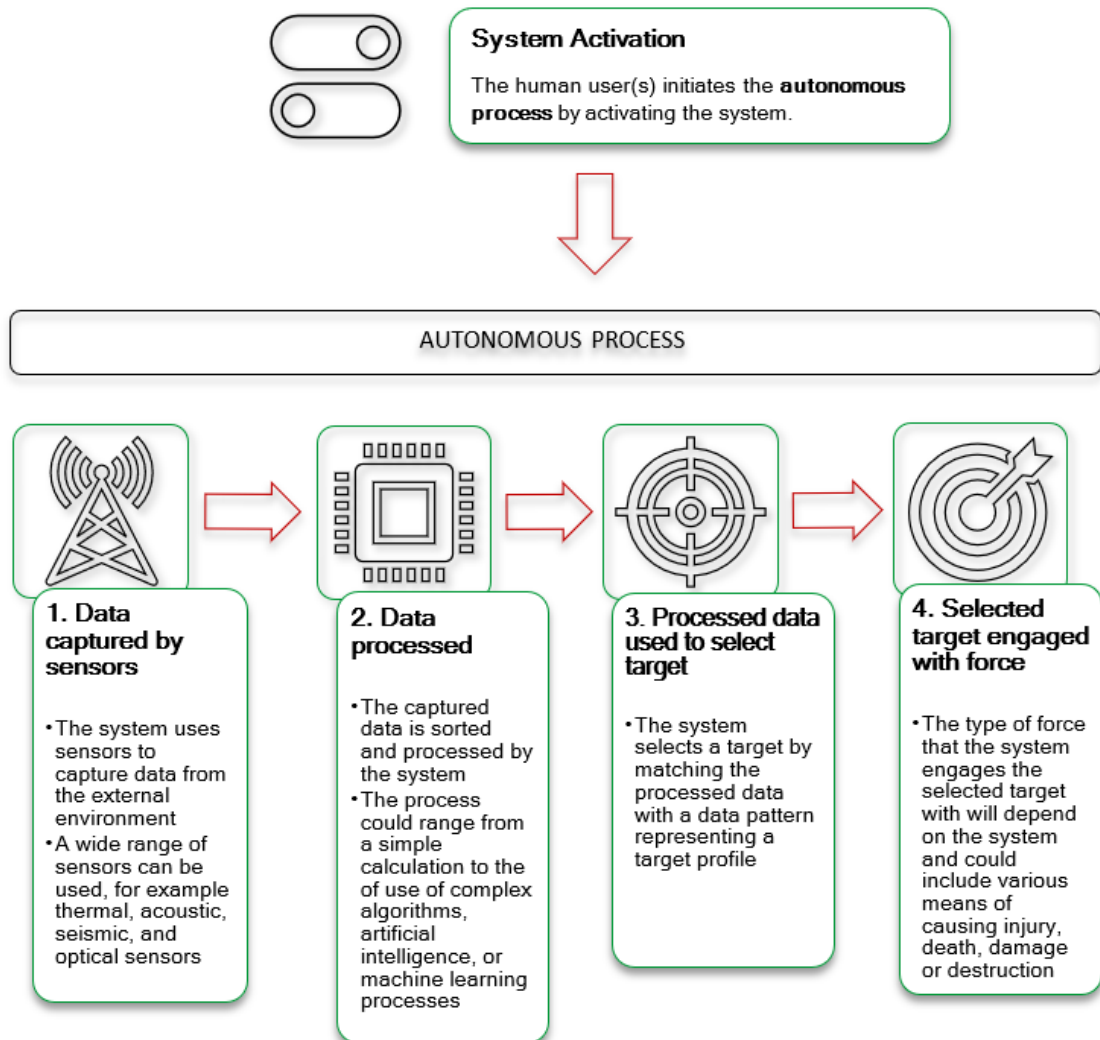 System Activation
The human user(s) initiates the autonomous
process by activating the system.
AUTONOMOUS PROCESS
1. Data
captured by
sensors
•The system uses
sensors to
capture data from
the external
environment
•A wide range of
sensors can be
used, for example
thermal, acoustic,
seismic, and
optical sensors
2. Data
processed
•The captured
data is sorted
and processed by
the system
•The process
could range from
a simple
calculation to the
of use of complex
algorithms,
artificial
intelligence, or
machine learning
processes
3. Processed data
used to select
target
•The system
selects a target by
matching the
processed data
with a data pattern
representing a
target profile
4. Selected
target engaged
with force
•The type of force
that the system
engages the
selected target
with will depend
on the system
and could
include various
means of
causing injury,
death, damage
or destruction